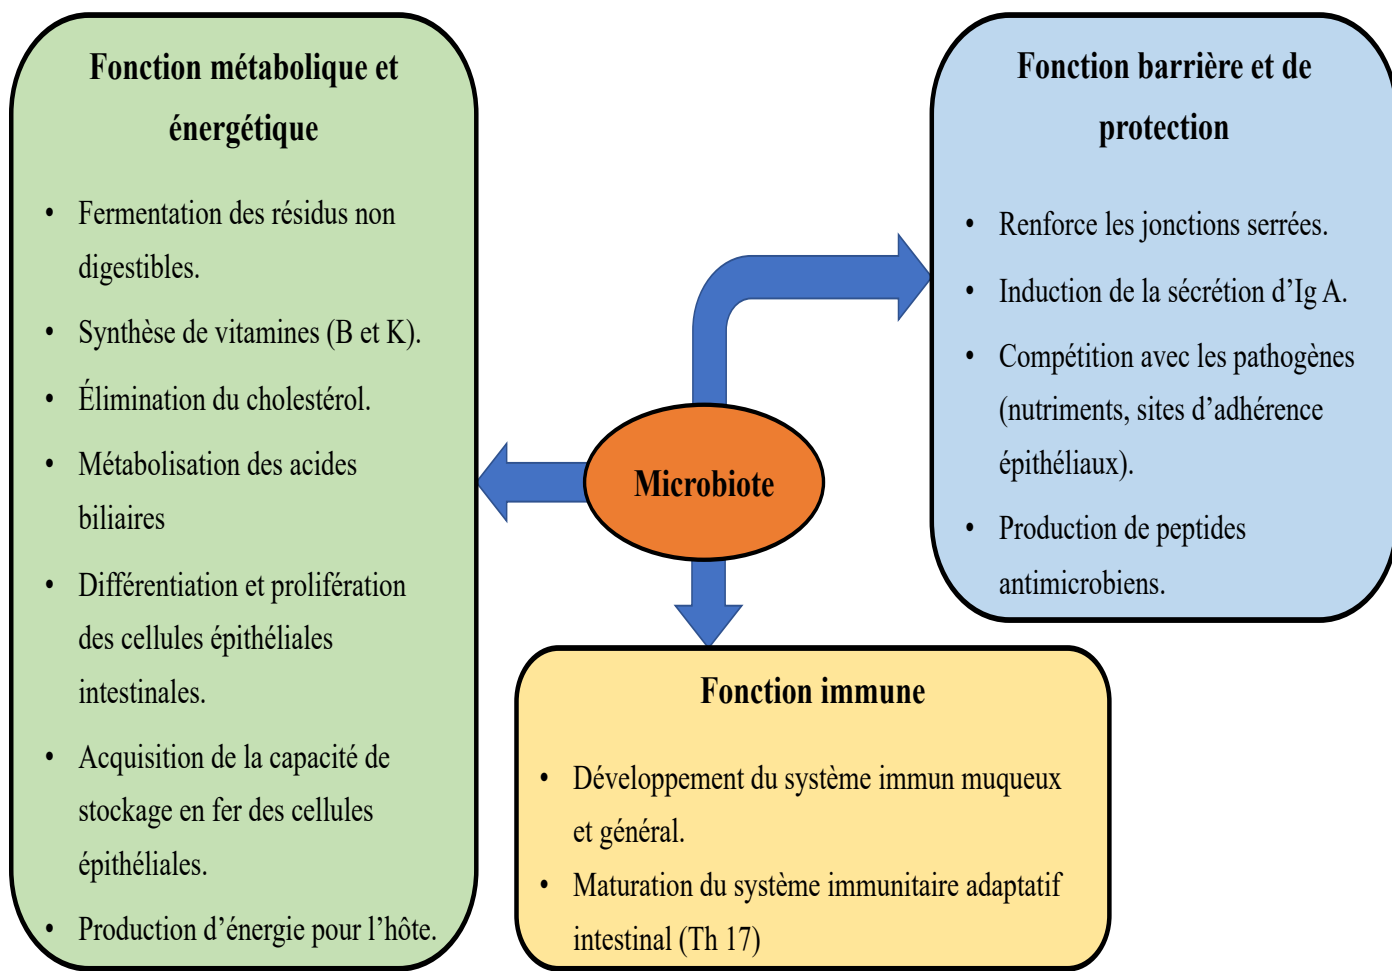 Fonction métabolique et
énergétique
• Fermentation des résidus non
digestibles.
• Synthèse de vitamines (B et K).
• Élimination du cholestérol.
• Métabolisation des acides
biliaires
• Différentiation et prolifération
des cellules épithéliales
intestinales.
• Acquisition de la capacité de
stockage en fer des cellules
épithéliales.
• Production d’énergie pour l’hôte.
Microbiote
Fonction barrière et de
protection
• Renforce les jonctions serrées.
• Induction de la sécrétion d’Ig A.
• Compétition avec les pathogènes
(nutriments, sites d’adhérence
épithéliaux).
• Production de peptides
antimicrobiens.
Fonction immune
• Développement du système immun muqueux
et général.
• Maturation du système immunitaire adaptatif
intestinal (Th 17)